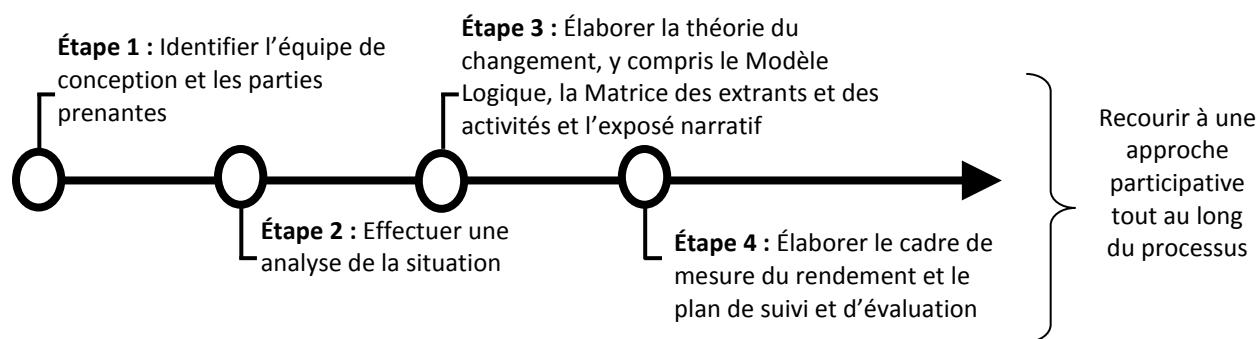 Étape 1 : Identifier l’équipe de
conception et les parties
prenantes
Étape 2 : Effectuer une
analyse de la situation
Étape 3 : Élaborer la théorie du
changement, y compris le Modèle
Logique, la Matrice des extrants et des
activités et l’exposé narratif
Étape 4 : Élaborer le cadre de
mesure du rendement et le
plan de suivi et d’évaluation
Recourir à une
approche
participative
tout au long
du processus